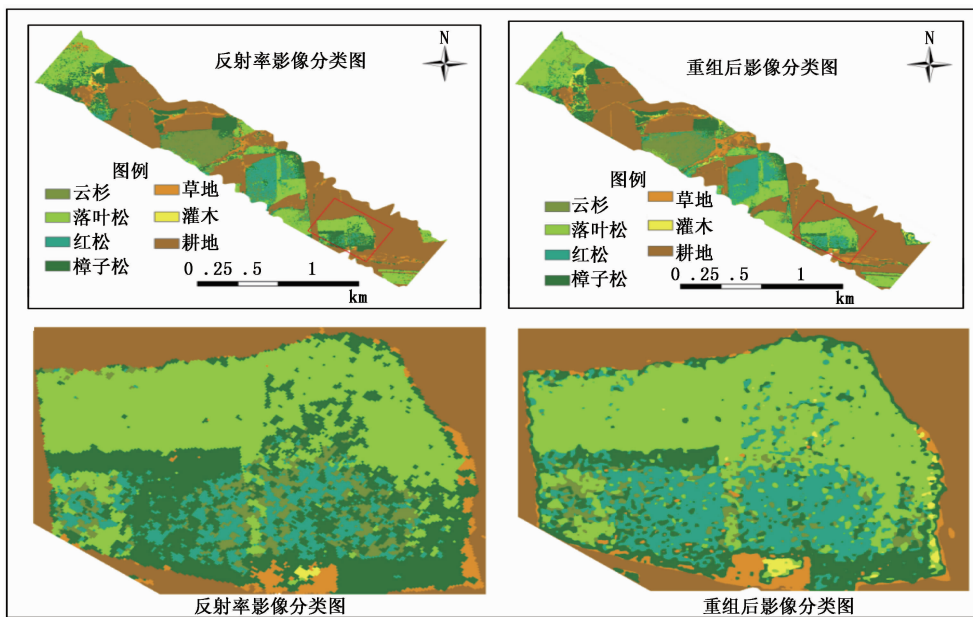 反射率影像分类图
N
图例
云杉
草地
落叶松
灌木
红松
耕地
樟子松
0 .25 .5 1
km
重组后影像分类图
N
图例
云杉
草地
落叶松
灌木
红松
耕地
樟子松
0 .25 .5 1
km
反射率影像分类图
重组后影像分类图